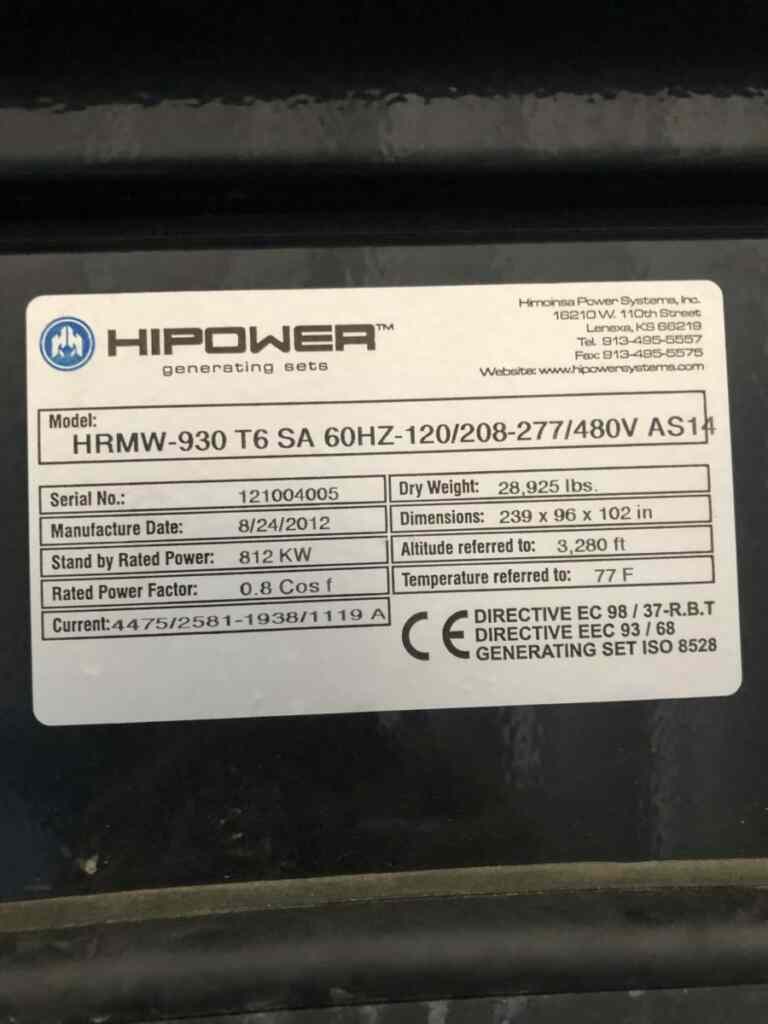 HIPOWER™
generating sets
Himoinsa Power Systems, Inc.
16210 W. 110th Street
Lenexa, KS 66219
Tel. 913-495-5557
Fax: 913-495-5575
Website: www.hipowersystems.com
Model:
HRMW-930 T6 SA 60HZ-120/208-277/480V AS14
Serial No.: 121004005
Manufacture Date: 8/24/2012
Stand by Rated Power: 812 KW
Rated Power Factor: 0.8 Cos f
Current:4475/2581-1938/1119 A
Dry Weight: 28,925 lbs.
Dimensions: 239 x 96 x 102 in
Altitude referred to: 3,280 ft
Temperature referred to: 77 F
CE
DIRECTIVE EC 98 / 37-R.B.T
DIRECTIVE EEC 93 / 68
GENERATING SET ISO 8528